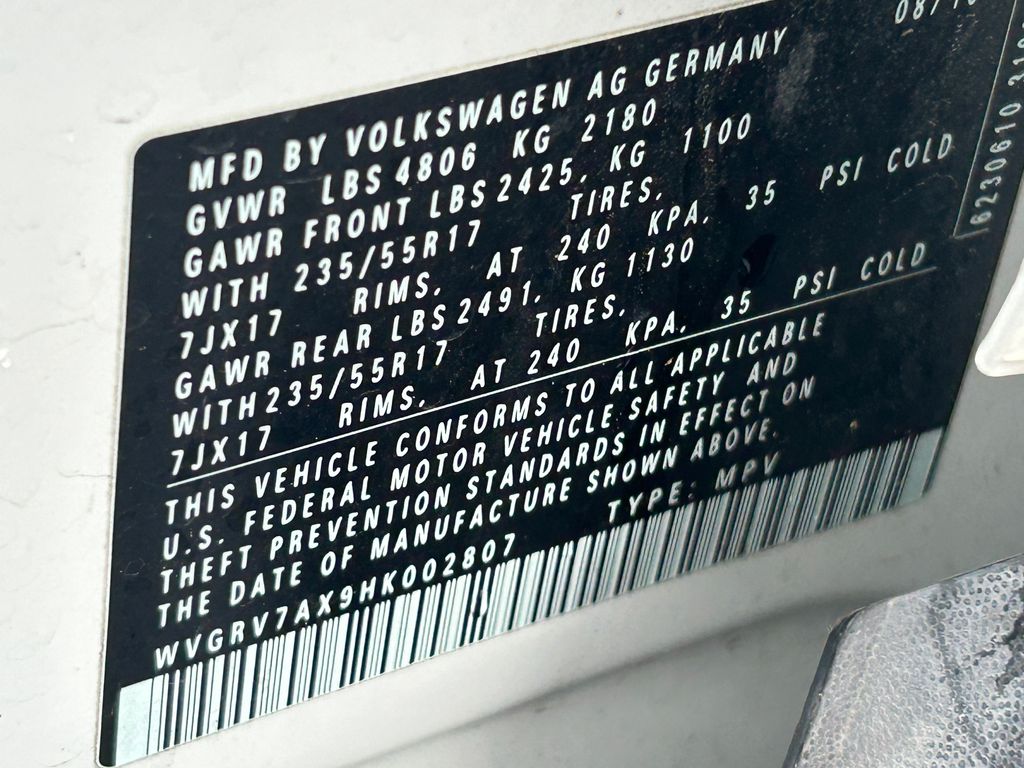 MFD BY VOLKSWAGEN AG GERMANY
GVWR LBS 4806 KG 2180
GAWR FRONT LBS 2425, KG 1100
WITH 235/55R17 TIRES,
7JX17 RIMS, AT 240 KPA, 35 PSI COLD
GAWR REAR LBS 2491, KG 1130
WITH 235/55R17 TIRES,
7JX17 RIMS, AT 240 KPA, 35 PSI COLD
THIS VEHICLE CONFORMS TO ALL APPLICABLE
U.S. FEDERAL MOTOR VEHICLE SAFETY AND
THEFT PREVENTION STANDARDS IN EFFECT ON
THE DATE OF MANUFACTURE SHOWN ABOVE.
WVGRV7AX9HK002807 TYPE: MPV